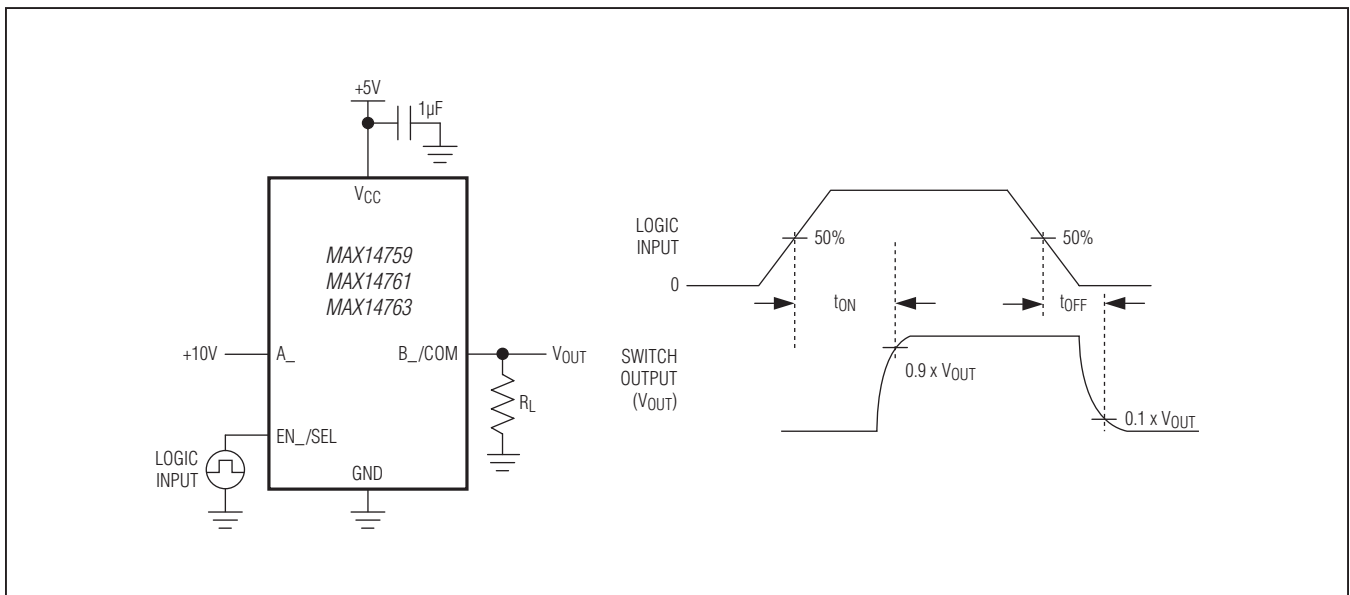 +5V
1µF
VCC
MAX14759
MAX14761
MAX14763
+10V
A_
B_/COM
VOUT
RL
EN_/SEL
LOGIC
INPUT
GND
LOGIC
INPUT
50%
50%
0
tON
tOFF
SWITCH
OUTPUT
(VOUT)
0.9 x VOUT
0.1 x VOUT